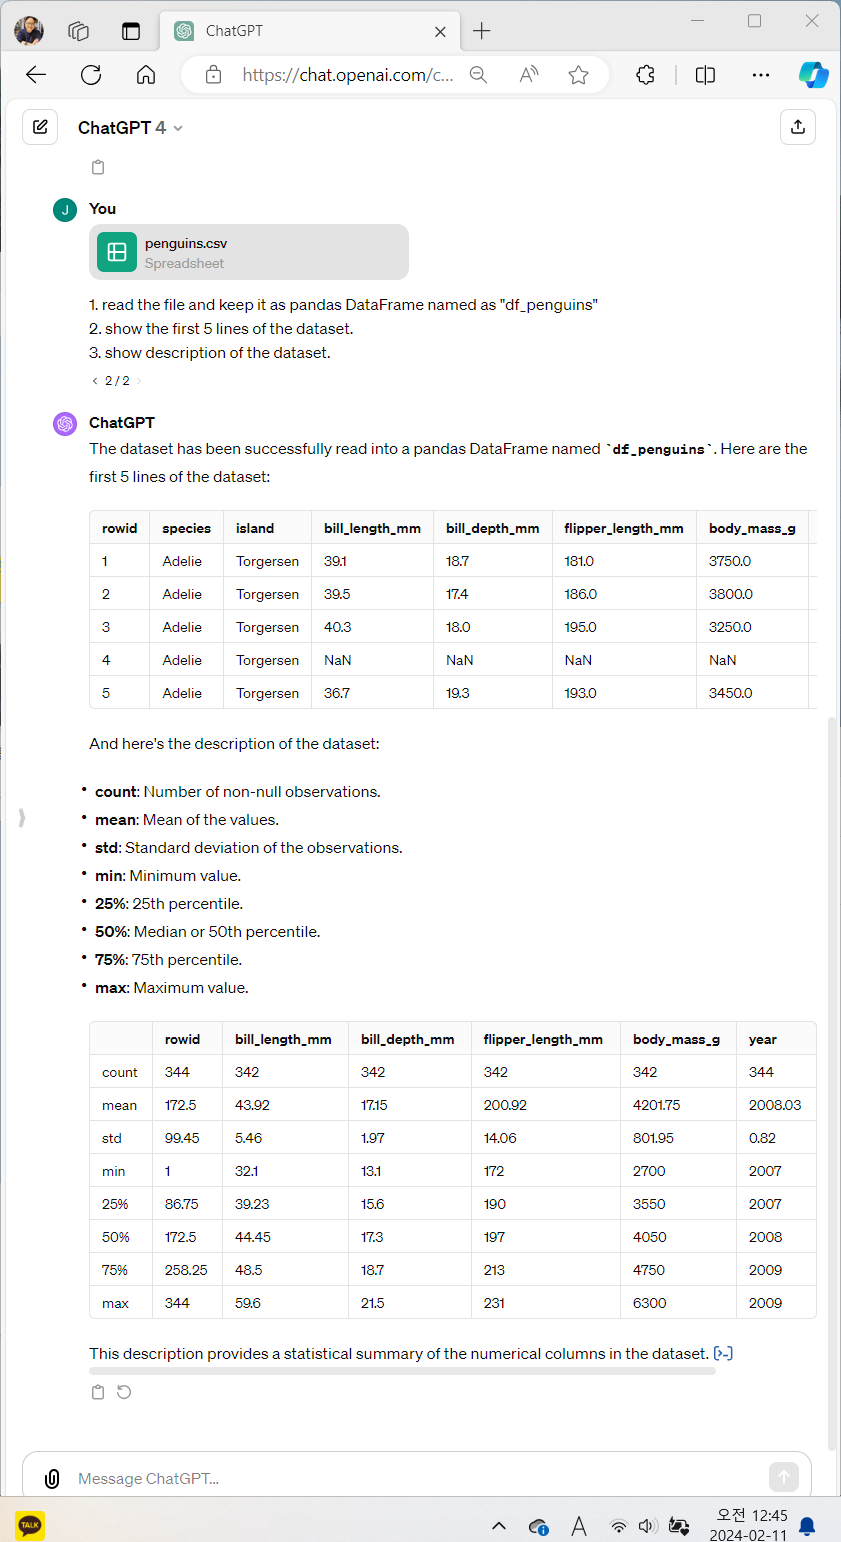 ChatGPT
https://chat.openai.com/c...
ChatGPT 4
J
You
penguins.csv
Spreadsheet
1. read the file and keep it as pandas DataFrame named as "df_penguins"
2. show the first 5 lines of the dataset.
3. show description of the dataset.
< 2 / 2 >
ChatGPT
The dataset has been successfully read into a pandas DataFrame named `df_penguins`. Here are the
first 5 lines of the dataset:
rowid species island bill_length_mm bill_depth_mm flipper_length_mm body_mass_g
1 Adelie Torgersen 39.1 18.7 181.0 3750.0
2 Adelie Torgersen 39.5 17.4 186.0 3800.0
3 Adelie Torgersen 40.3 18.0 195.0 3250.0
4 Adelie Torgersen NaN NaN NaN NaN
5 Adelie Torgersen 36.7 19.3 193.0 3450.0
And here's the description of the dataset:
• count: Number of non-null observations.
• mean: Mean of the values.
• std: Standard deviation of the observations.
• min: Minimum value.
• 25%: 25th percentile.
• 50%: Median or 50th percentile.
• 75%: 75th percentile.
• max: Maximum value.
rowid bill_length_mm bill_depth_mm flipper_length_mm body_mass_g year
count 344 342 342 342 342 344
mean 172.5 43.92 17.15 200.92 4201.75 2008.03
std 99.45 5.46 1.97 14.06 801.95 0.82
min 1 32.1 13.1 172 2700 2007
25% 86.75 39.23 15.6 190 3550 2007
50% 172.5 44.45 17.3 197 4050 2008
75% 258.25 48.5 18.7 213 4750 2009
max 344 59.6 21.5 231 6300 2009
This description provides a statistical summary of the numerical columns in the dataset. [>-]
Message ChatGPT...
TALK
A
오전 12:45
2024-02-11